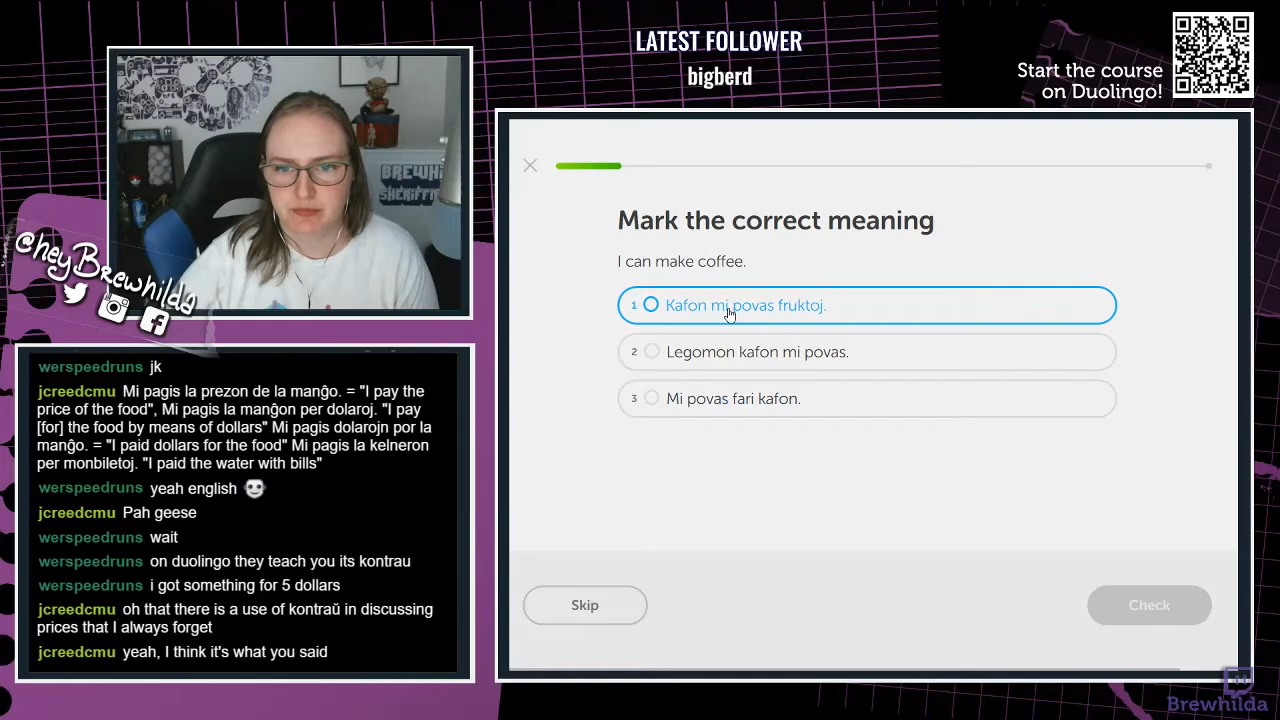 LATEST FOLLOWER
bigberd
Start the course
on Duolingo!
BREWH
SHERIFFM
@heyBrewhilda
Mark the correct meaning
I can make coffee.
1 Kafon mi povas fruktoj.
2 Legomon kafon mi povas.
3 Mi povas fari kafon.
Skip
Check
werspeedruns jk
jcreedcmu Mi pagis la prezon de la manĝo. = "I pay the
price of the food", Mi pagis la manĝon per dolaroj. "I pay
[for] the food by means of dollars" Mi pagis dolarojn por la
manĝo. = "I paid dollars for the food" Mi pagis la kelneron
per monbiletoj. "I paid the water with bills"
werspeedruns yeah english
jcreedcmu Pah geese
werspeedruns wait
werspeedruns on duolingo they teach you its kontrau
werspeedruns i got something for 5 dollars
jcreedcmu oh that there is a use of kontraŭ in discussing
prices that I always forget
jcreedcmu yeah, I think it's what you said
Brewhilda